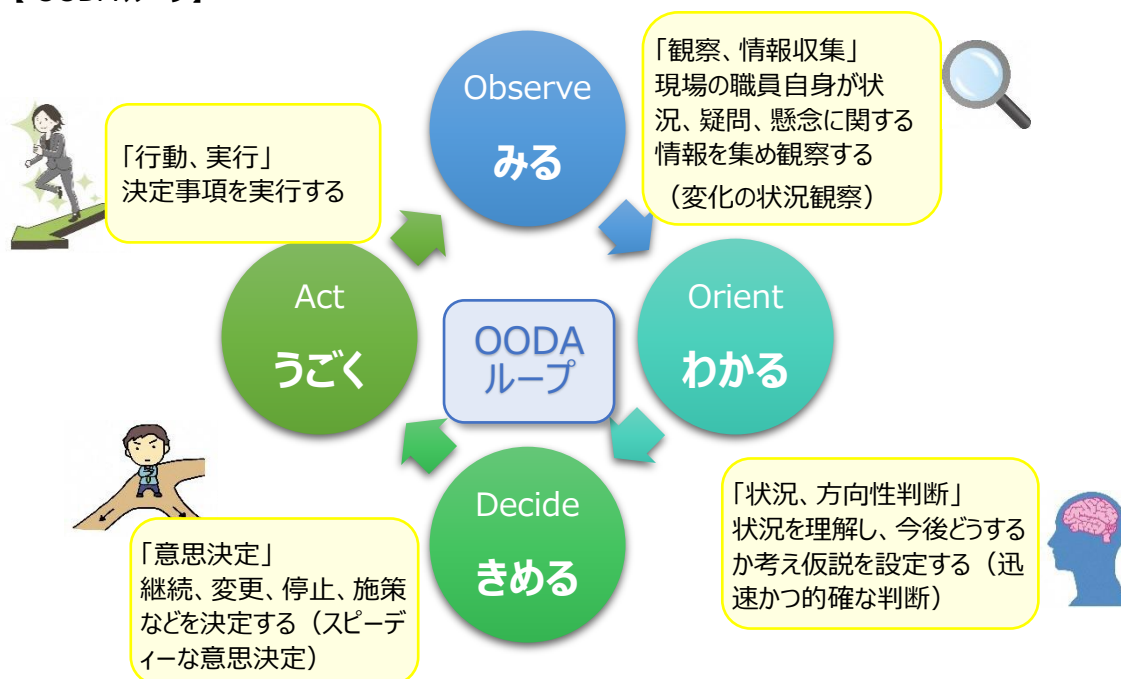 【 OODAループ】
Observe
みる
「観察、情報収集」
現場の職員自身が状
況、疑問、懸念に関する
情報を集め観察する
（変化の状況観察）
「行動、実行」
決定事項を実行する
Act
うごく
OODA
ループ
Orient
わかる
Decide
きめる
「意思決定」
継続、変更、停止、施策
などを決定する（スピーデ
ィーな意思決定）
「状況、方向性判断」
状況を理解し、今後どうする
か考え仮説を設定する（迅
速かつ的確な判断）